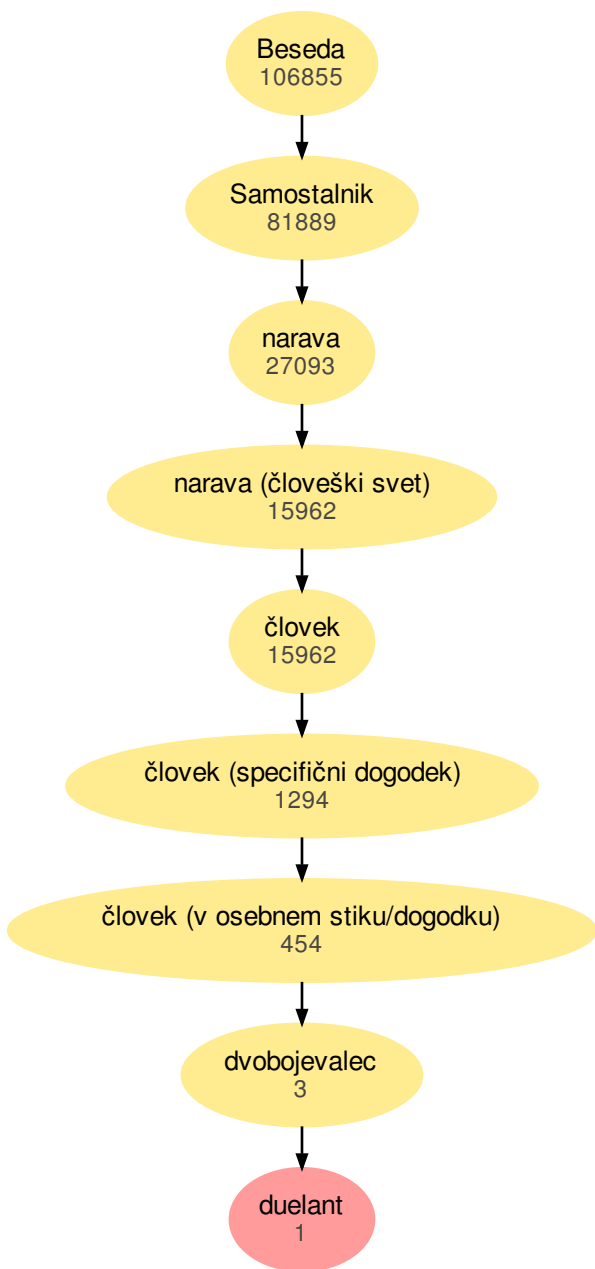 Beseda
106855
Samostalnik
81889
narava
27093
narava (človeški svet)
15962
človek
15962
človek (specifični dogodek)
1294
človek (v osebnem stiku/dogodku)
454
dvobojevalec
3
duelant
1